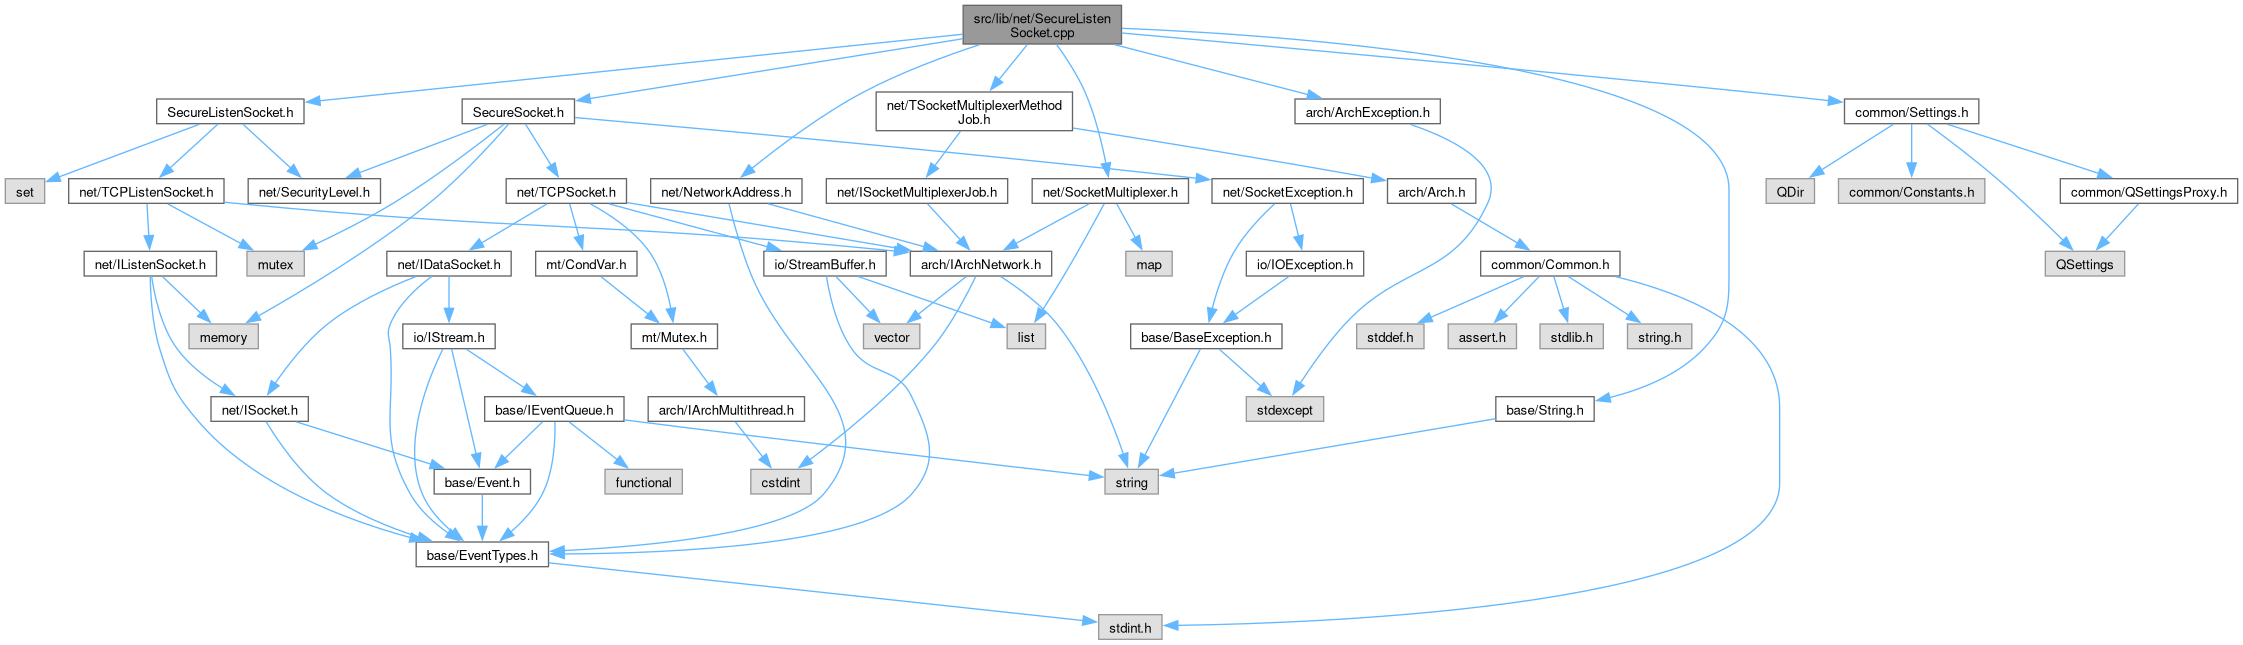 src/lib/net/SecureListen
Socket.cpp
SecureListenSocket.h
SecureSocket.h
net/TSocketMultiplexerMethod
Job.h
arch/ArchException.h
common/Settings.h
set
net/TCPListenSocket.h
net/SecurityLevel.h
net/TCPSocket.h
net/NetworkAddress.h
net/ISocketMultiplexerJob.h
net/SocketMultiplexer.h
net/SocketException.h
arch/Arch.h
QDir
common/Constants.h
common/QSettingsProxy.h
net/IListenSocket.h
mutex
net/IDataSocket.h
mt/CondVar.h
io/StreamBuffer.h
arch/IArchNetwork.h
map
io/IOException.h
common/Common.h
QSettings
memory
io/IStream.h
mt/Mutex.h
vector
list
base/BaseException.h
stddef.h
assert.h
stdlib.h
string.h
net/ISocket.h
base/IEventQueue.h
arch/IArchMultithread.h
stdexcept
base/String.h
base/Event.h
functional
cstdint
string
base/EventTypes.h
stdint.h